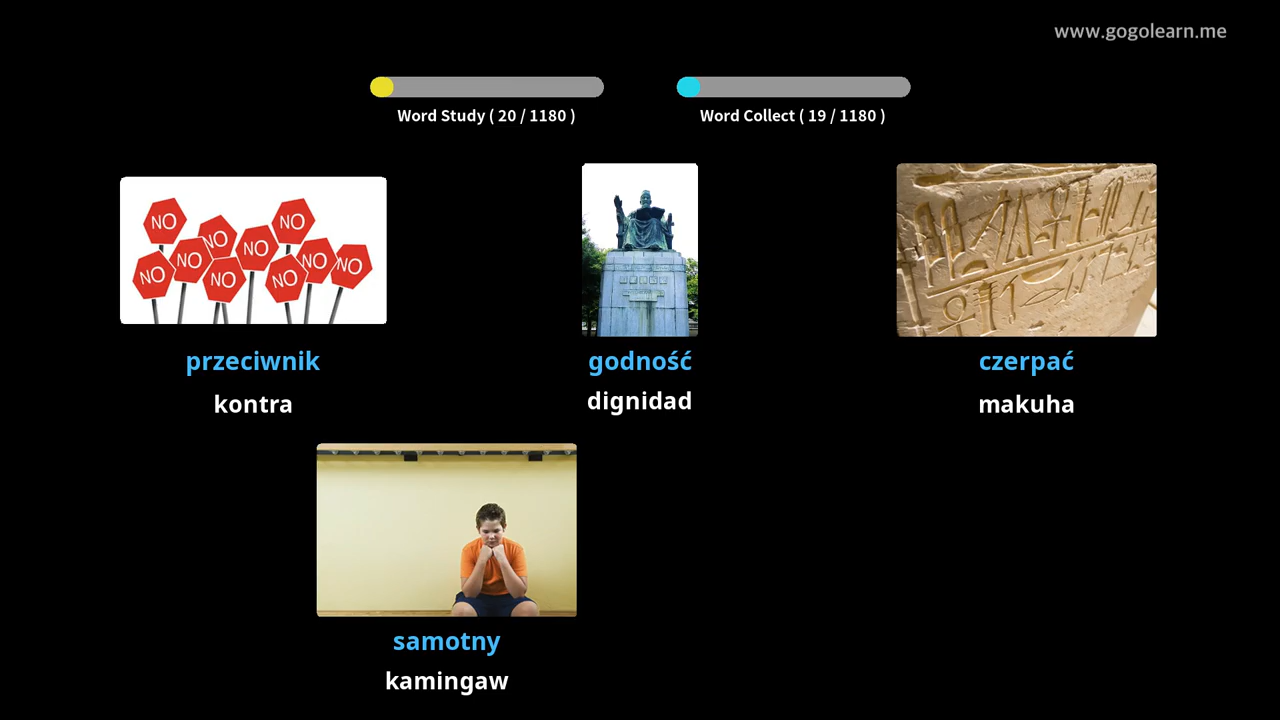 www.gogolearn.me
Word Study ( 20 / 1180 )
Word Collect ( 19 / 1180 )
NO
NO
NO
NO
NO
NO
NO
NO
NO
NO
przeciwnik
kontra
godność
dignidad
czerpać
makuha
samotny
kamingaw